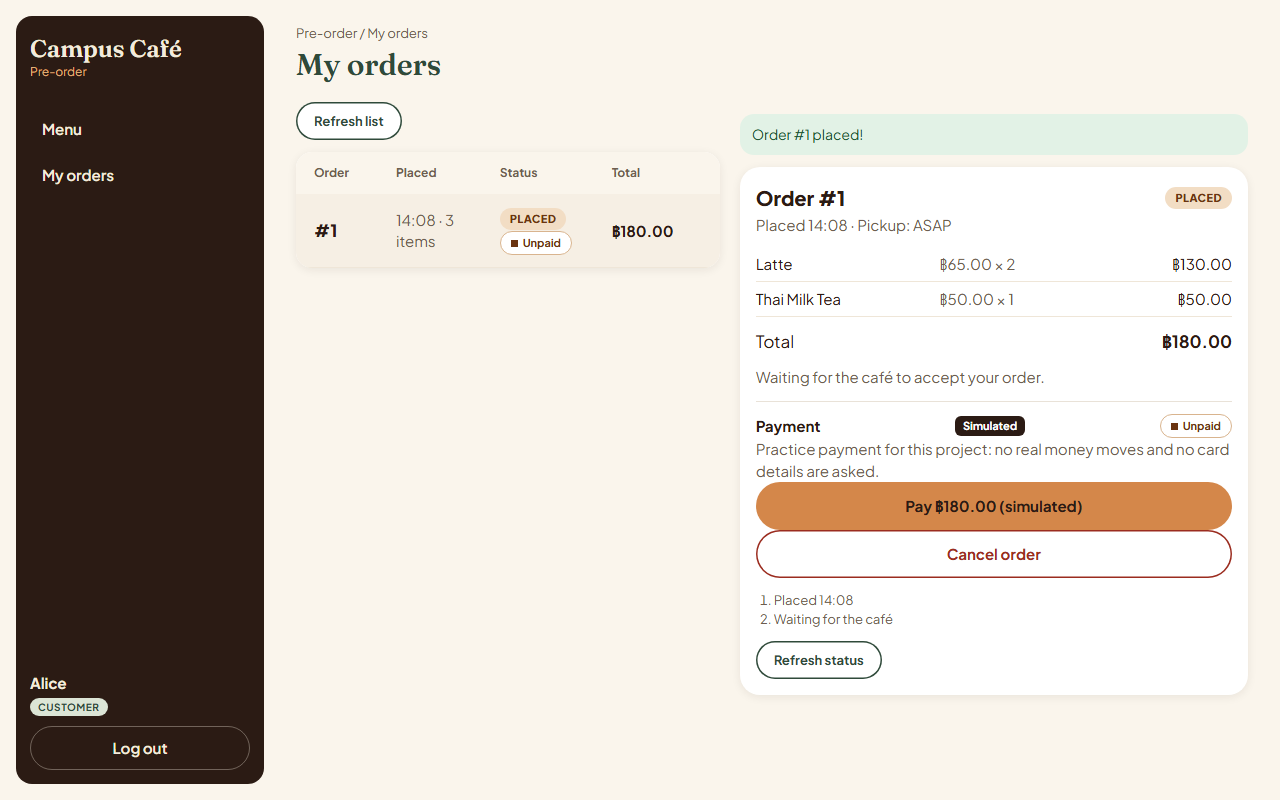 Campus Café
Pre-order
Menu
My orders
Alice
CUSTOMER
Log out
Pre-order / My orders
My orders
Refresh list
Order Placed Status Total
#1 14:08 · 3 items PLACED Unpaid ฿180.00
Order #1 placed!
Order #1 PLACED
Placed 14:08 · Pickup: ASAP
Latte ฿65.00 × 2 ฿130.00
Thai Milk Tea ฿50.00 × 1 ฿50.00
Total ฿180.00
Waiting for the café to accept your order.
Payment Simulated Unpaid
Practice payment for this project: no real money moves and no card
details are asked.
Pay ฿180.00 (simulated)
Cancel order
1. Placed 14:08
2. Waiting for the café
Refresh status